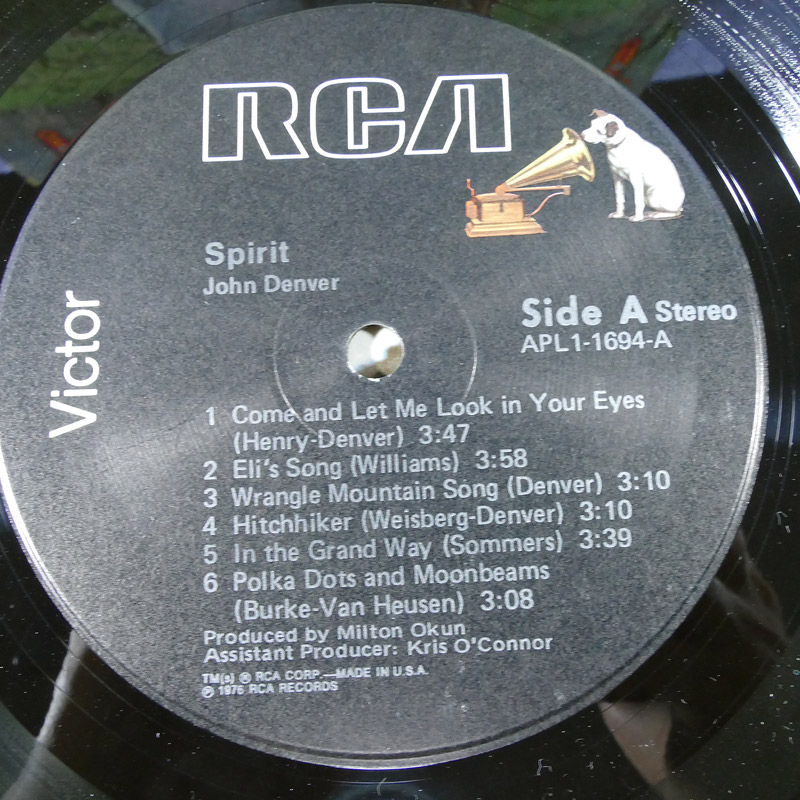 RCA
Victor
Spirit
John Denver
Side A Stereo
APL1-1694-A
1 Come and Let Me Look in Your Eyes
(Henry-Denver) 3:47
2 Eli's Song (Williams) 3:58
3 Wrangle Mountain Song (Denver) 3:10
4 Hitchhiker (Weisberg-Denver) 3:10
5 In the Grand Way (Sommers) 3:39
6 Polka Dots and Moonbeams
(Burke-Van Heusen) 3:08
Produced by Milton Okun
Assistant Producer: Kris O'Connor
TM(s) ® RCA CORP.—MADE IN U.S.A.
℗ 1976 RCA RECORDS